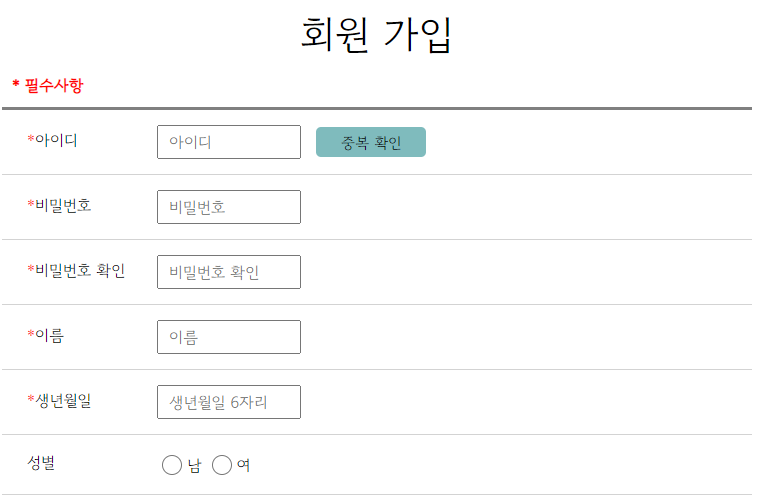 회원 가입
* 필수사항
*아이디 아이디 중복 확인
*비밀번호 비밀번호
*비밀번호 확인 비밀번호 확인
*이름 이름
*생년월일 생년월일 6자리
성별 남 여